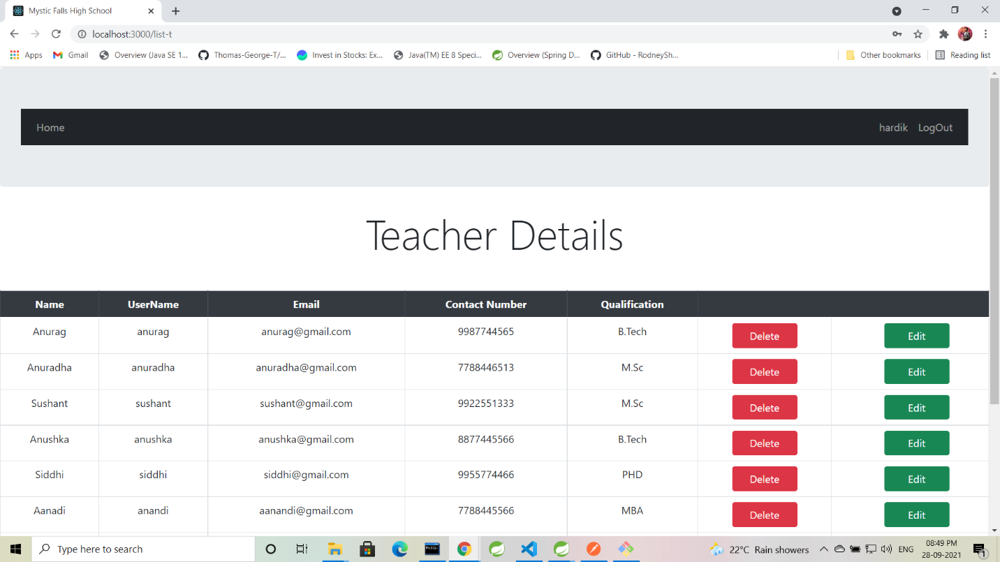 Mystic Falls High School
localhost:3000/list-t
Apps Gmail Overview (Java SE 1... Thomas-George-T/... Invest in Stocks: Ex... Java(TM) EE 8 Speci... Overview (Spring D... GitHub - RodneySh... Other bookmarks Reading list
Home hardik LogOut
Teacher Details
Name UserName Email Contact Number Qualification
Anurag anurag anurag@gmail.com 9987744565 B.Tech Delete Edit
Anuradha anuradha anuradha@gmail.com 7788446513 M.Sc Delete Edit
Sushant sushant sushant@gmail.com 9922551333 M.Sc Delete Edit
Anushka anushka anushka@gmail.com 8877445566 B.Tech Delete Edit
Siddhi siddhi siddhi@gmail.com 9955774466 PHD Delete Edit
Aanadi anandi aanandi@gmail.com 7788445566 MBA Delete Edit
Type here to search 22°C Rain showers ENG 08:49 PM
28-09-2021 1